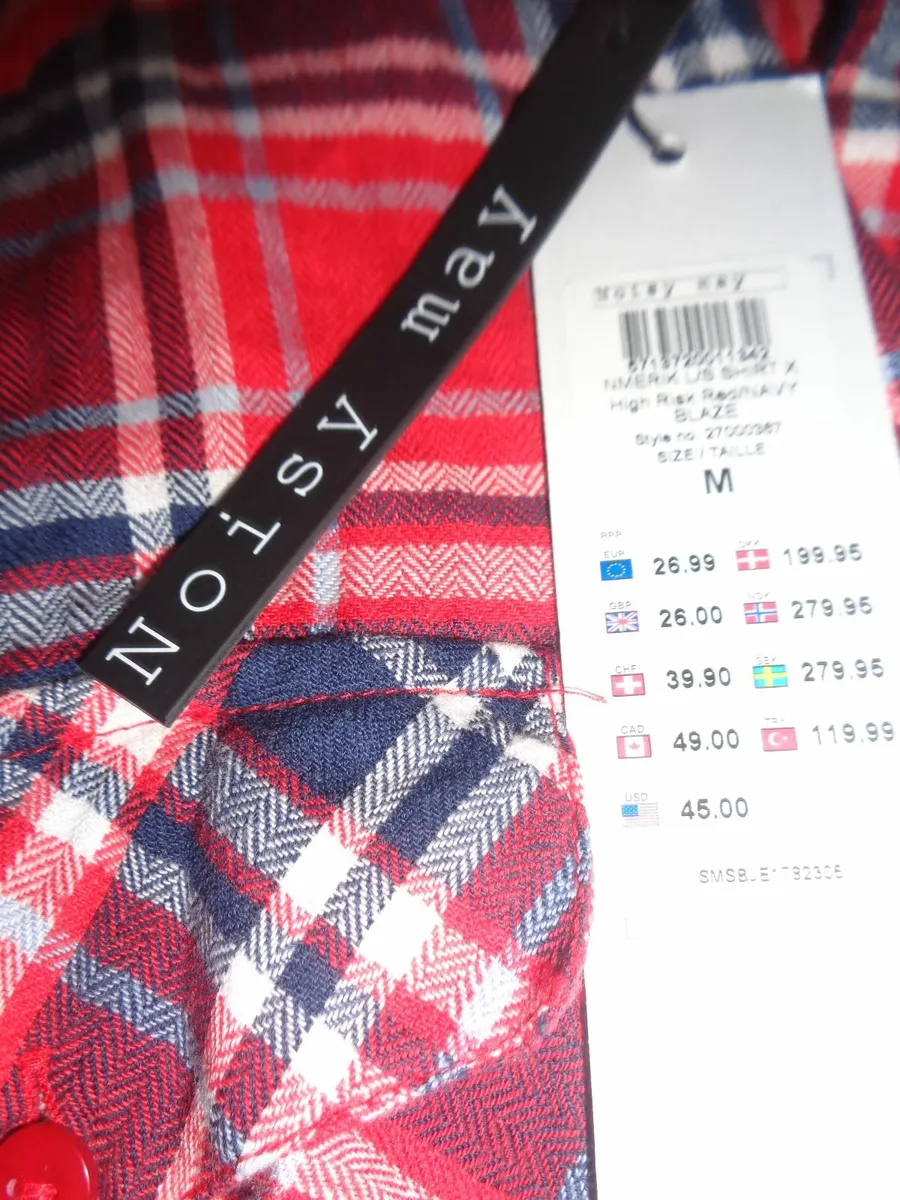 Noisy may
Noisy may
5713720011342
NMERIK L/S SHIRT X
High Risk Red/NAVY
BLAZE
Style no. 27000367
SIZE / TAILLE
M
RRP
EUR 26.99 DKK 199.95
GBP 26.00 NOK 279.95
CHF 39.90 SEK 279.95
CAD 49.00 TRY 119.99
USD 45.00